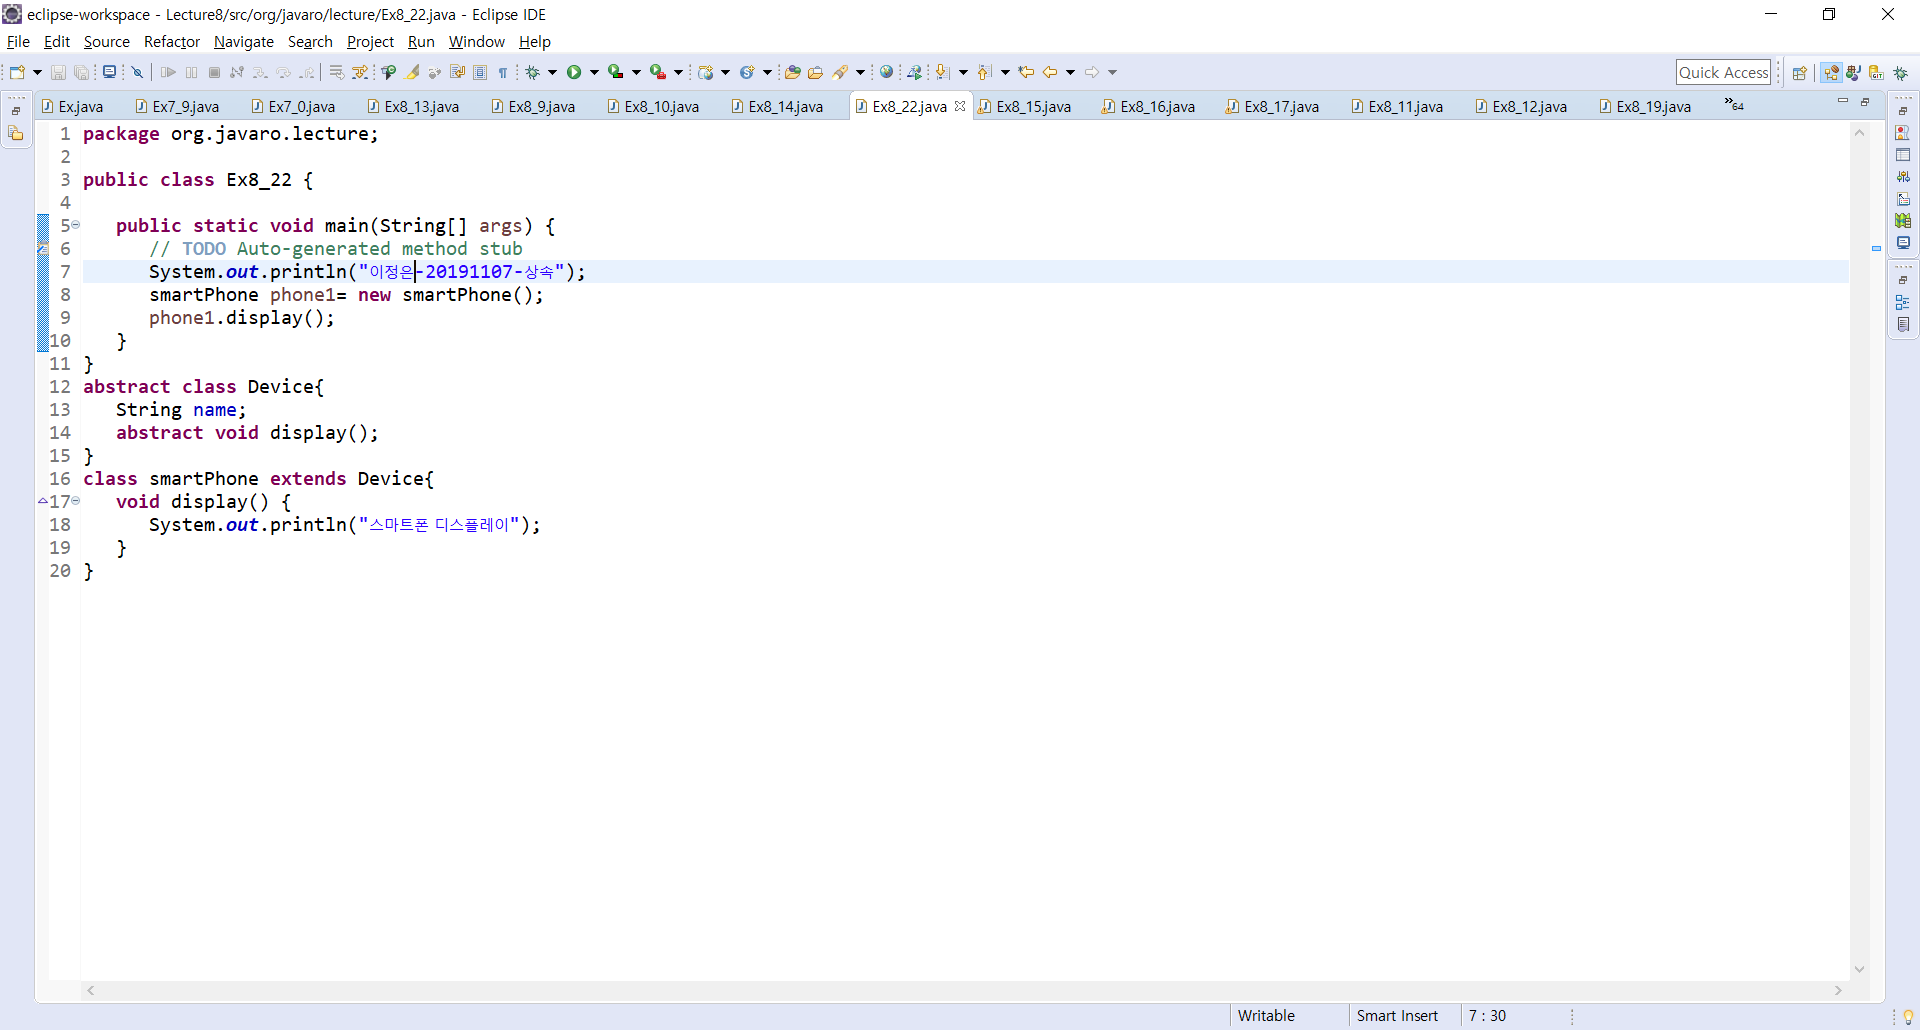 eclipse-workspace - Lecture8/src/org/javaro/lecture/Ex8_22.java - Eclipse IDE
File Edit Source Refactor Navigate Search Project Run Window Help
Quick Access
Ex.java Ex7_9.java Ex7_0.java Ex8_13.java Ex8_9.java Ex8_10.java Ex8_14.java Ex8_22.java Ex8_15.java Ex8_16.java Ex8_17.java Ex8_11.java Ex8_12.java Ex8_19.java »64
1 package org.javaro.lecture;
2
3 public class Ex8_22 {
4
5 public static void main(String[] args) {
6 // TODO Auto-generated method stub
7 System.out.println("이정은-20191107-상속");
8 smartPhone phone1= new smartPhone();
9 phone1.display();
10 }
11 }
12 abstract class Device{
13 String name;
14 abstract void display();
15 }
16 class smartPhone extends Device{
17 void display() {
18 System.out.println("스마트폰 디스플레이");
19 }
20 }
Writable Smart Insert 7 : 30